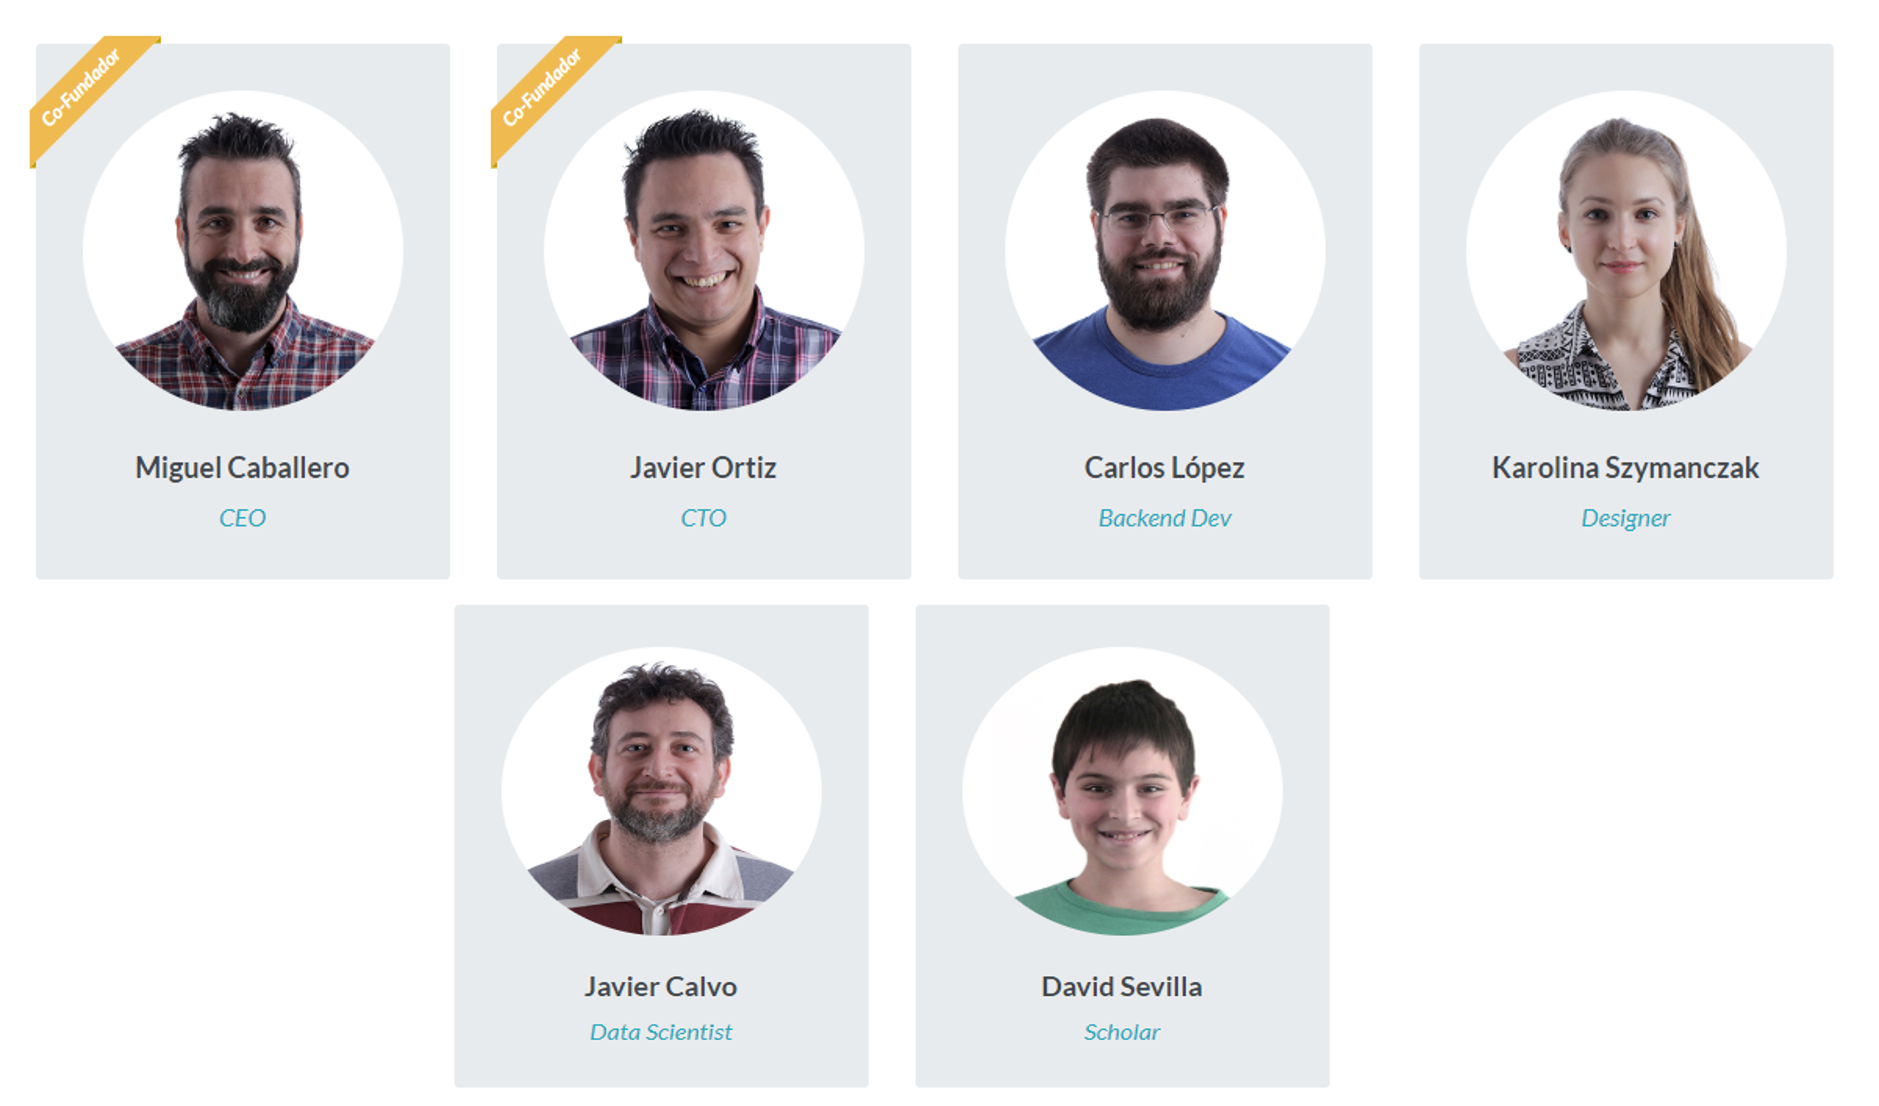 Co-Fundador
Miguel Caballero
CEO
Co-Fundador
Javier Ortiz
CTO
Carlos López
Backend Dev
Karolina Szymanczak
Designer
Javier Calvo
Data Scientist
David Sevilla
Scholar